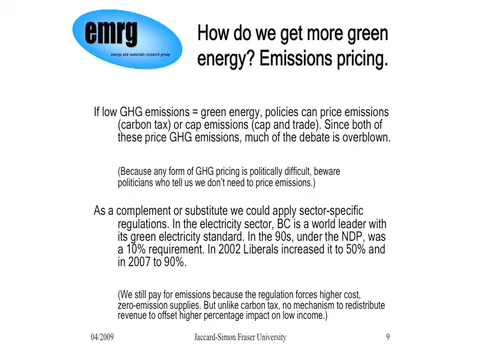 emrg
energy and materials research group
How do we get more green
energy? Emissions pricing.
If low GHG emissions = green energy, policies can price emissions
(carbon tax) or cap emissions (cap and trade). Since both of
these price GHG emissions, much of the debate is overblown.
(Because any form of GHG pricing is politically difficult, beware
politicians who tell us we don't need to price emissions.)
As a complement or substitute we could apply sector-specific
regulations. In the electricity sector, BC is a world leader with
its green electricity standard. In the 90s, under the NDP, was
a 10% requirement. In 2002 Liberals increased it to 50% and
in 2007 to 90%.
(We still pay for emissions because the regulation forces higher cost,
zero-emission supplies. But unlike carbon tax, no mechanism to redistribute
revenue to offset higher percentage impact on low income.)
04/2009 Jaccard-Simon Fraser University 9